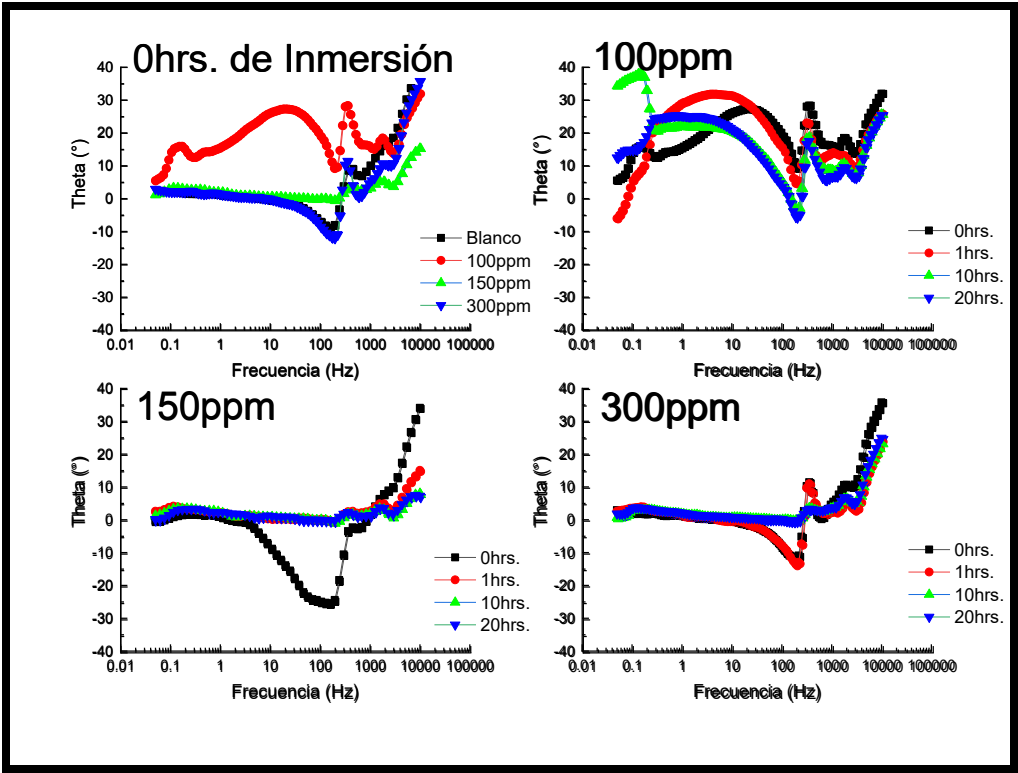 0hrs. de Inmersión
40
30
20
10
0
-10
-20
-30
-40
Theta (°)
0.01 0.1 1 10 100 1000 10000 100000
Frecuencia (Hz)
Blanco
100ppm
150ppm
300ppm
100ppm
40
30
20
10
0
-10
-20
-30
-40
Theta (°)
0.01 0.1 1 10 100 1000 10000 100000
Frecuencia (Hz)
0hrs.
1hrs.
10hrs.
20hrs.
150ppm
40
30
20
10
0
-10
-20
-30
-40
Theta (°)
0.01 0.1 1 10 100 1000 10000 100000
Frecuencia (Hz)
0hrs.
1hrs.
10hrs.
20hrs.
300ppm
40
30
20
10
0
-10
-20
-30
-40
Theta (°)
0.01 0.1 1 10 100 1000 10000 100000
Frecuencia (Hz)
0hrs.
1hrs.
10hrs.
20hrs.